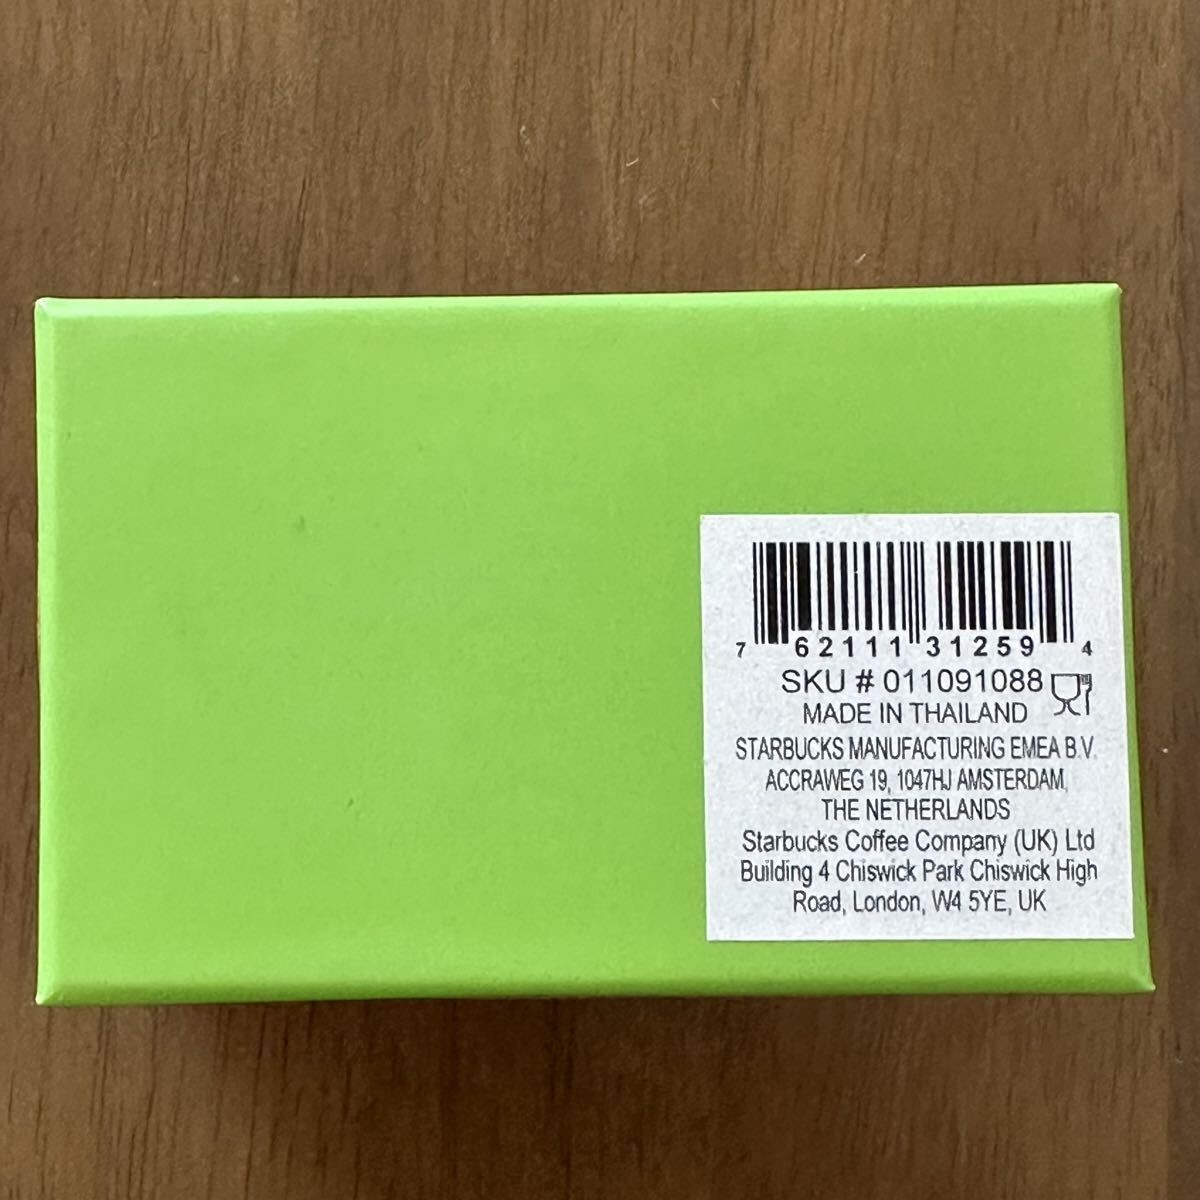 7 62111 31259 4
SKU # 011091088
MADE IN THAILAND
STARBUCKS MANUFACTURING EMEA B.V.
ACCRAWEG 19, 1047HJ AMSTERDAM,
THE NETHERLANDS
Starbucks Coffee Company (UK) Ltd
Building 4 Chiswick Park Chiswick High
Road, London, W4 5YE, UK